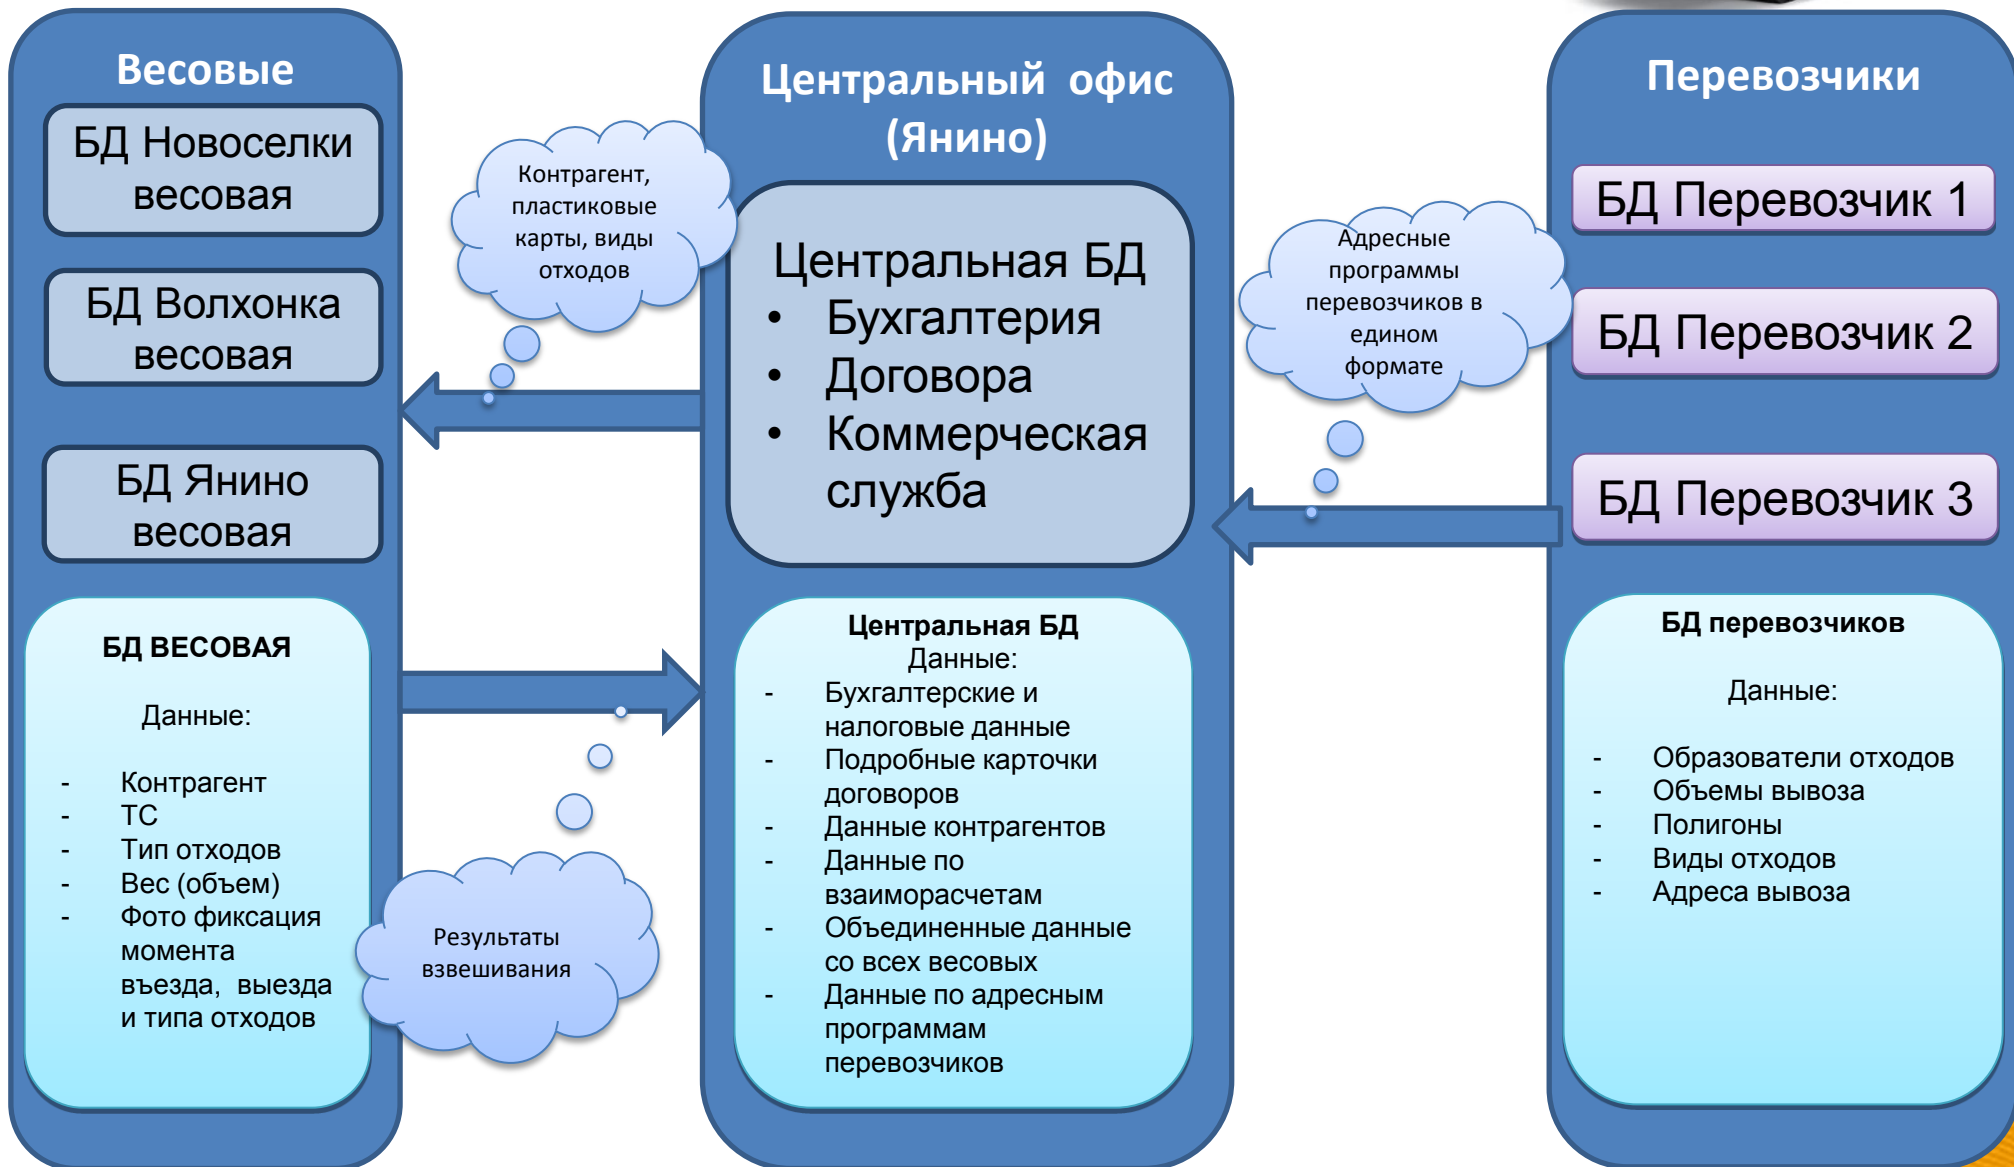 Весовые
БД Новоселки
весовая
БД Волхонка
весовая
БД Янино
весовая
БД ВЕСОВАЯ
Данные:
- Контрагент
- ТС
- Тип отходов
- Вес (объем)
- Фото фиксация
момента
въезда, выезда
и типа отходов
Контрагент,
пластиковые
карты, виды
отходов
Результаты
взвешивания
Центральный офис
(Янино)
Центральная БД
• Бухгалтерия
• Договора
• Коммерческая
служба
Центральная БД
Данные:
- Бухгалтерские и
налоговые данные
- Подробные карточки
договоров
- Данные контрагентов
- Данные по
взаиморасчетам
- Объединенные данные
со всех весовых
- Данные по адресным
программам
перевозчиков
Адресные
программы
перевозчиков в
едином
формате
Перевозчики
БД Перевозчик 1
БД Перевозчик 2
БД Перевозчик 3
БД перевозчиков
Данные:
- Образователи отходов
- Объемы вывоза
- Полигоны
- Виды отходов
- Адреса вывоза